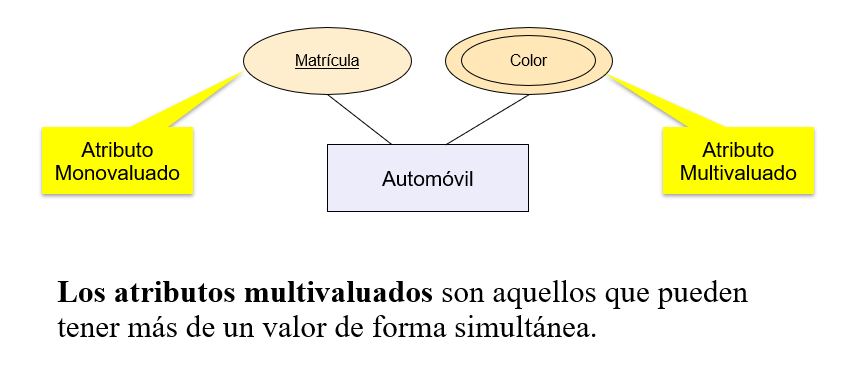 Matrícula
Color
Atributo
Monovaluado
Atributo
Multivaluado
Automóvil
Los atributos multivaluados son aquellos que pueden
tener más de un valor de forma simultánea.